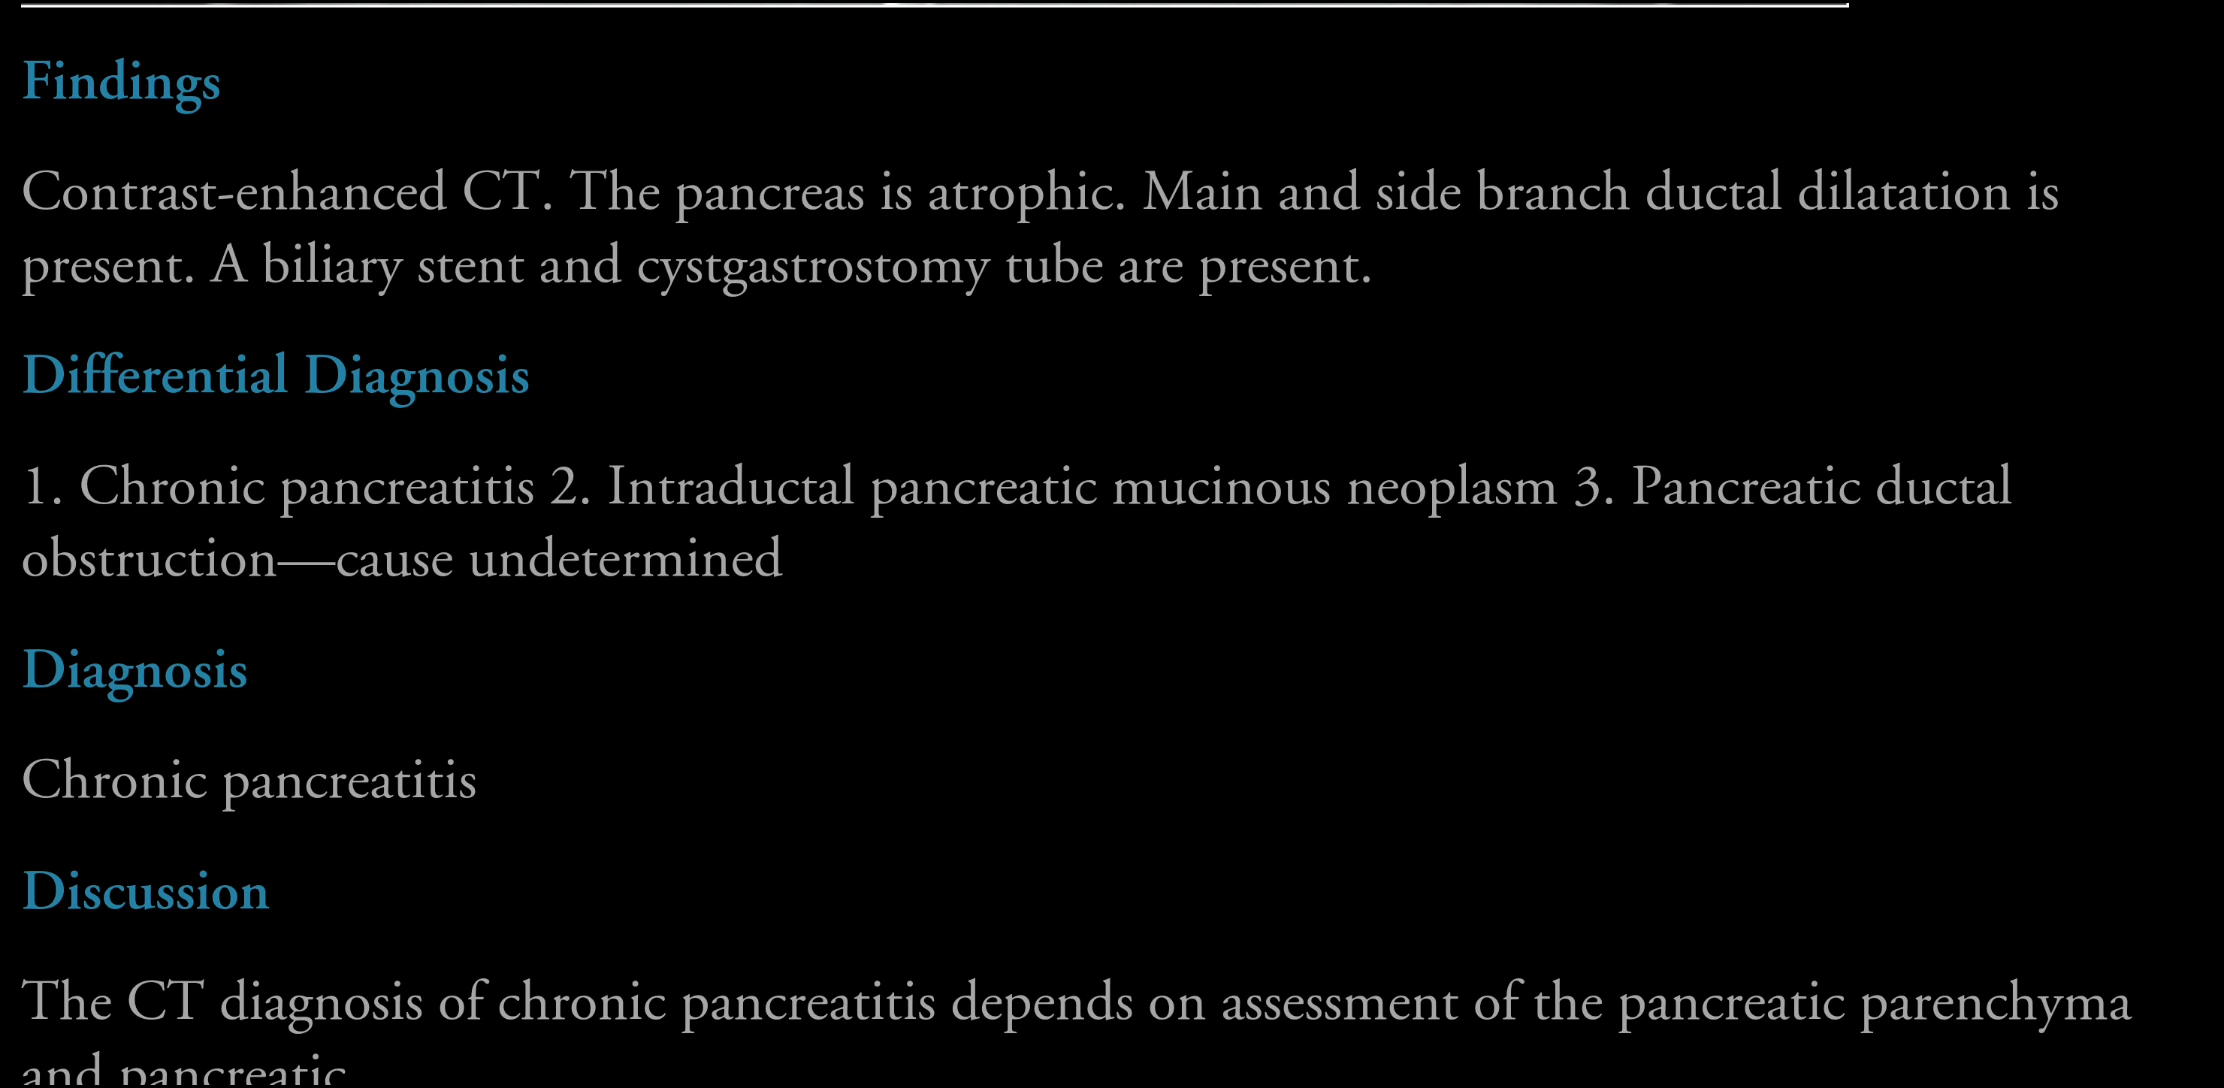 Findings
Contrast-enhanced CT. The pancreas is atrophic. Main and side branch ductal dilatation is
present. A biliary stent and cystgastrostomy tube are present.
Differential Diagnosis
1. Chronic pancreatitis 2. Intraductal pancreatic mucinous neoplasm 3. Pancreatic ductal
obstruction—cause undetermined
Diagnosis
Chronic pancreatitis
Discussion
The CT diagnosis of chronic pancreatitis depends on assessment of the pancreatic parenchyma
and pancreatic